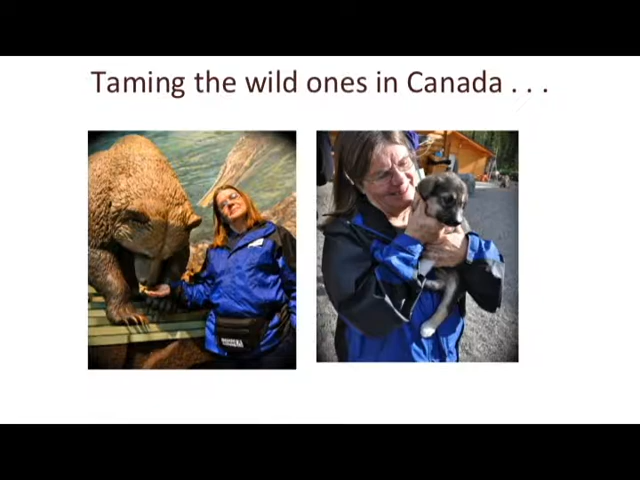 Taming the wild ones in Canada . . .